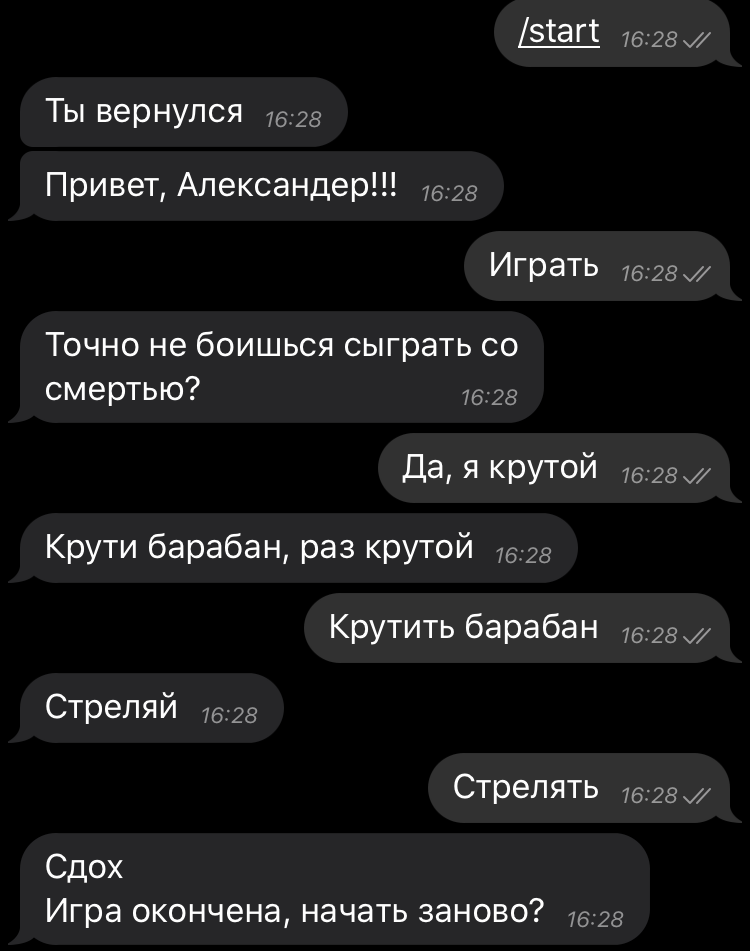 /start 16:28
Ты вернулся 16:28
Привет, Александер!!! 16:28
Играть 16:28
Точно не боишься сыграть со
смертью? 16:28
Да, я крутой 16:28
Крути барабан, раз крутой 16:28
Крутить барабан 16:28
Стреляй 16:28
Стрелять 16:28
Сдох
Игра окончена, начать заново? 16:28